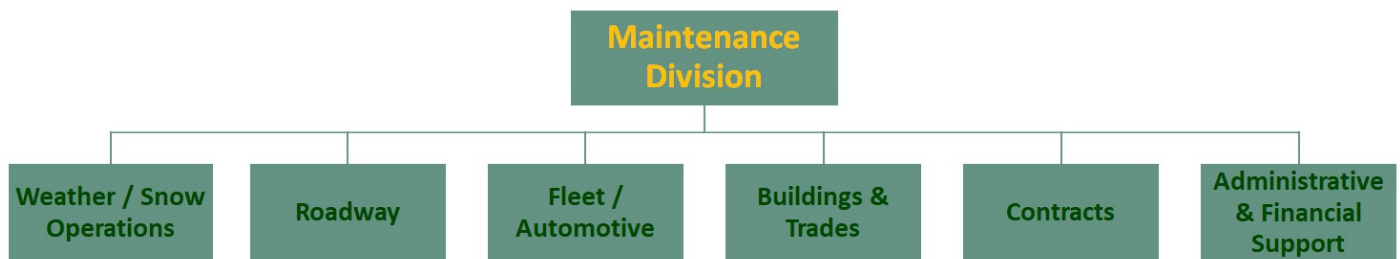 Maintenance
Division
Weather / Snow
Operations
Roadway
Fleet /
Automotive
Buildings &
Trades
Contracts
Administrative
& Financial
Support